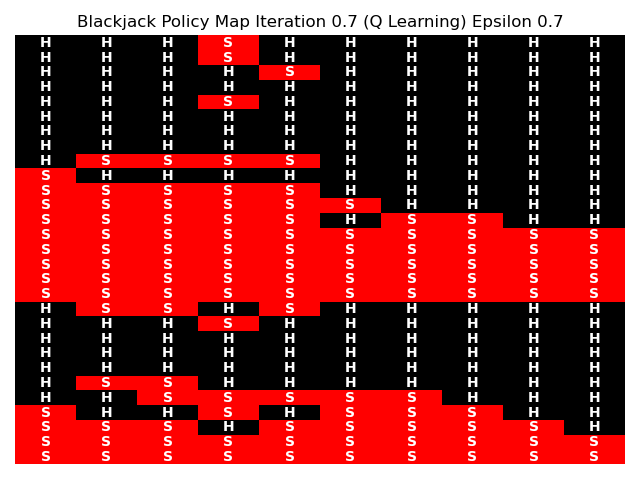 Blackjack Policy Map Iteration 0.7 (Q Learning) Epsilon 0.7
H H H S H H H H H H
H H H S H H H H H H
H H H H S H H H H H
H H H H H H H H H H
H H H S H H H H H H
H H H H H H H H H H
H H H H H H H H H H
H H H H H H H H H H
H S S S S H H H H H
S H H H H H H H H H
S S S S S H H H H H
S S S S S S H H H H
S S S S S H S S H H
S S S S S S S S S S
S S S S S S S S S S
S S S S S S S S S S
S S S S S S S S S S
S S S S S S S S S S
H S S H S H H H H H
H H H S H H H H H H
H H H H H H H H H H
H H H H H H H H H H
H H H H H H H H H H
H S S H H H H H H H
H H S S S S S H H H
S H H S H S S S H H
S S S H S S S S S H
S S S S S S S S S S
S S S S S S S S S S